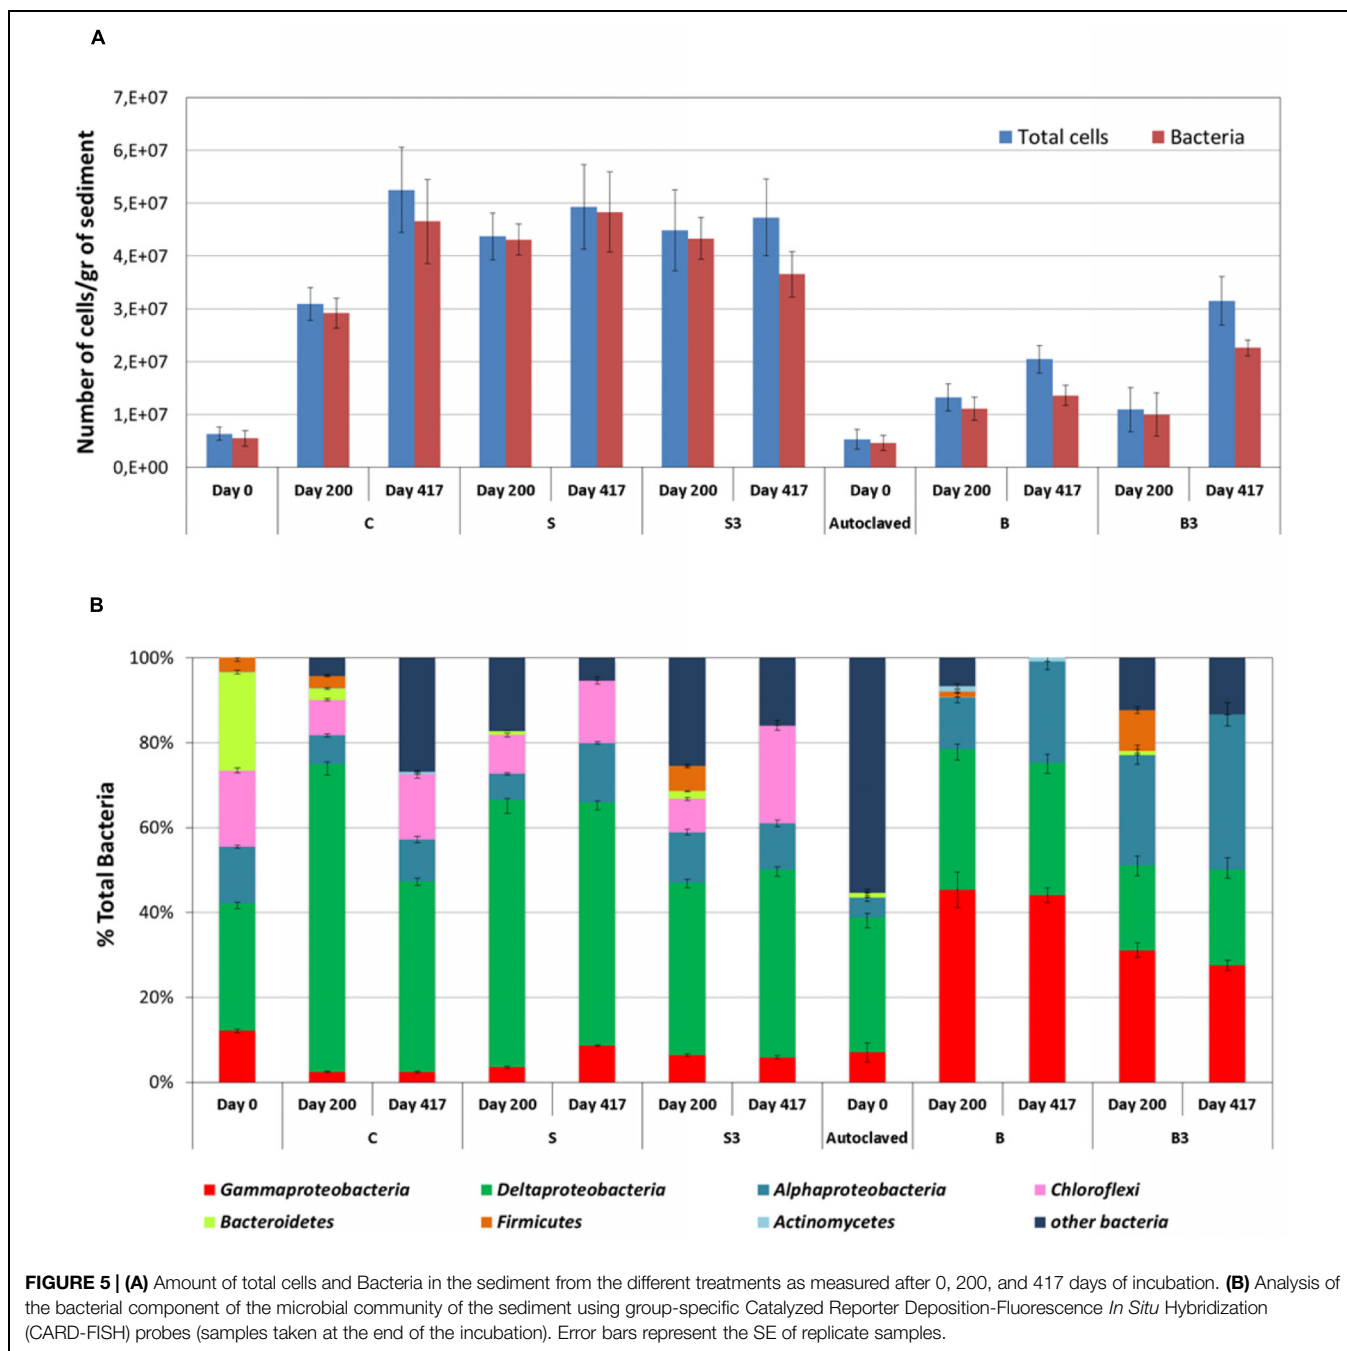 A
7,E+07
6,E+07
5,E+07
4,E+07
3,E+07
2,E+07
1,E+07
0,E+00
Number of cells/gr of sediment
Total cells Bacteria
Day 0 Day 200 Day 417 Day 200 Day 417 Day 200 Day 417 Day 0 Day 200 Day 417 Day 200 Day 417
C S S3 Autoclaved B B3
B
100%
80%
60%
40%
20%
0%
% Total Bacteria
Day 0 Day 200 Day 417 Day 200 Day 417 Day 200 Day 417 Day 0 Day 200 Day 417 Day 200 Day 417
C S S3 Autoclaved B B3
Gammaproteobacteria Deltaproteobacteria Alphaproteobacteria Chloroflexi
Bacteroidetes Firmicutes Actinomycetes other bacteria
FIGURE 5 | (A) Amount of total cells and Bacteria in the sediment from the different treatments as measured after 0, 200, and 417 days of incubation. (B) Analysis of
the bacterial component of the microbial community of the sediment using group-specific Catalyzed Reporter Deposition-Fluorescence In Situ Hybridization
(CARD-FISH) probes (samples taken at the end of the incubation). Error bars represent the SE of replicate samples.